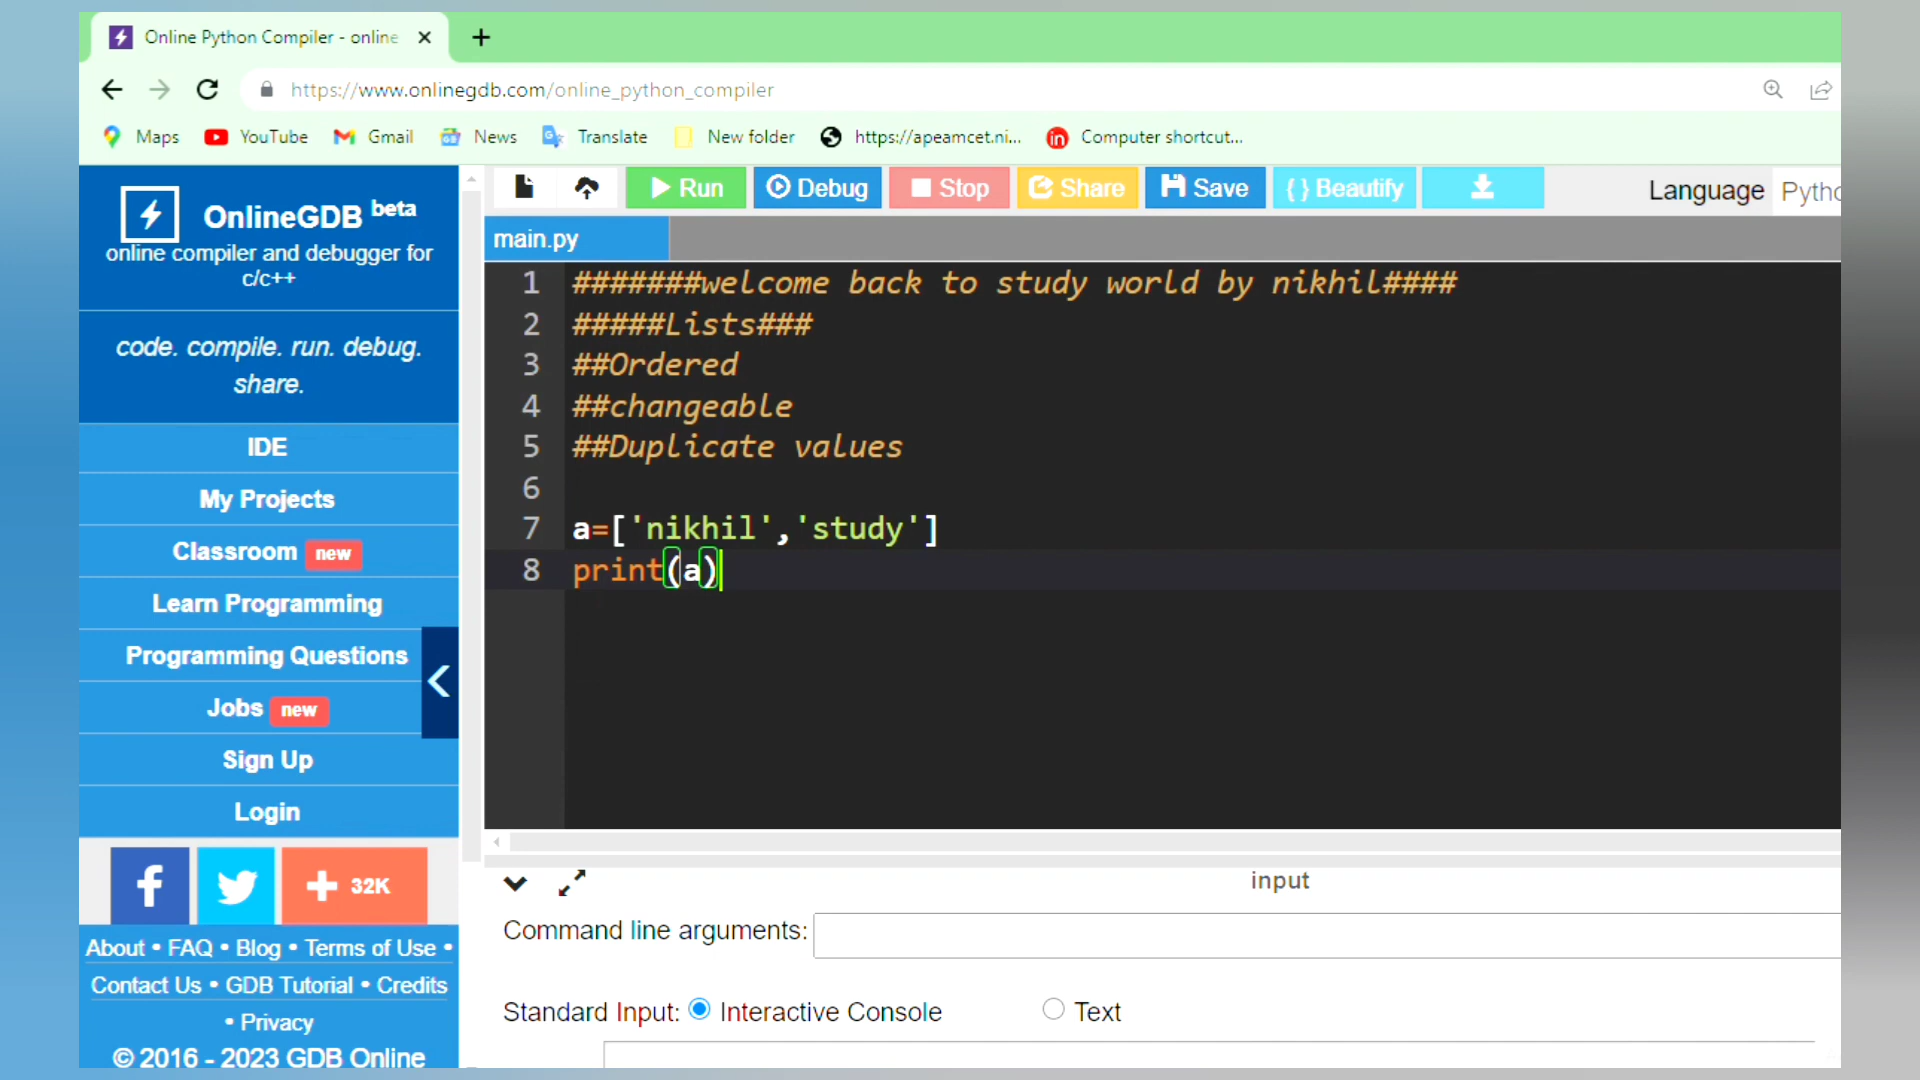 Online Python Compiler - online
https://www.onlinegdb.com/online_python_compiler
Maps YouTube Gmail News Translate New folder https://apeamcet.ni... Computer shortcut...
OnlineGDB beta
online compiler and debugger for
c/c++
code. compile. run. debug.
share.
IDE
My Projects
Classroom new
Learn Programming
Programming Questions
Jobs new
Sign Up
Login
+ 32K
About • FAQ • Blog • Terms of Use •
Contact Us • GDB Tutorial • Credits
• Privacy
© 2016 - 2023 GDB Online
Run Debug Stop Share Save { } Beautify Language Pytho
main.py
1 #######welcome back to study world by nikhil####
2 #####Lists###
3 ##Ordered
4 ##changeable
5 ##Duplicate values
6
7 a=['nikhil','study']
8 print(a)
input
Command line arguments:
Standard Input: Interactive Console Text